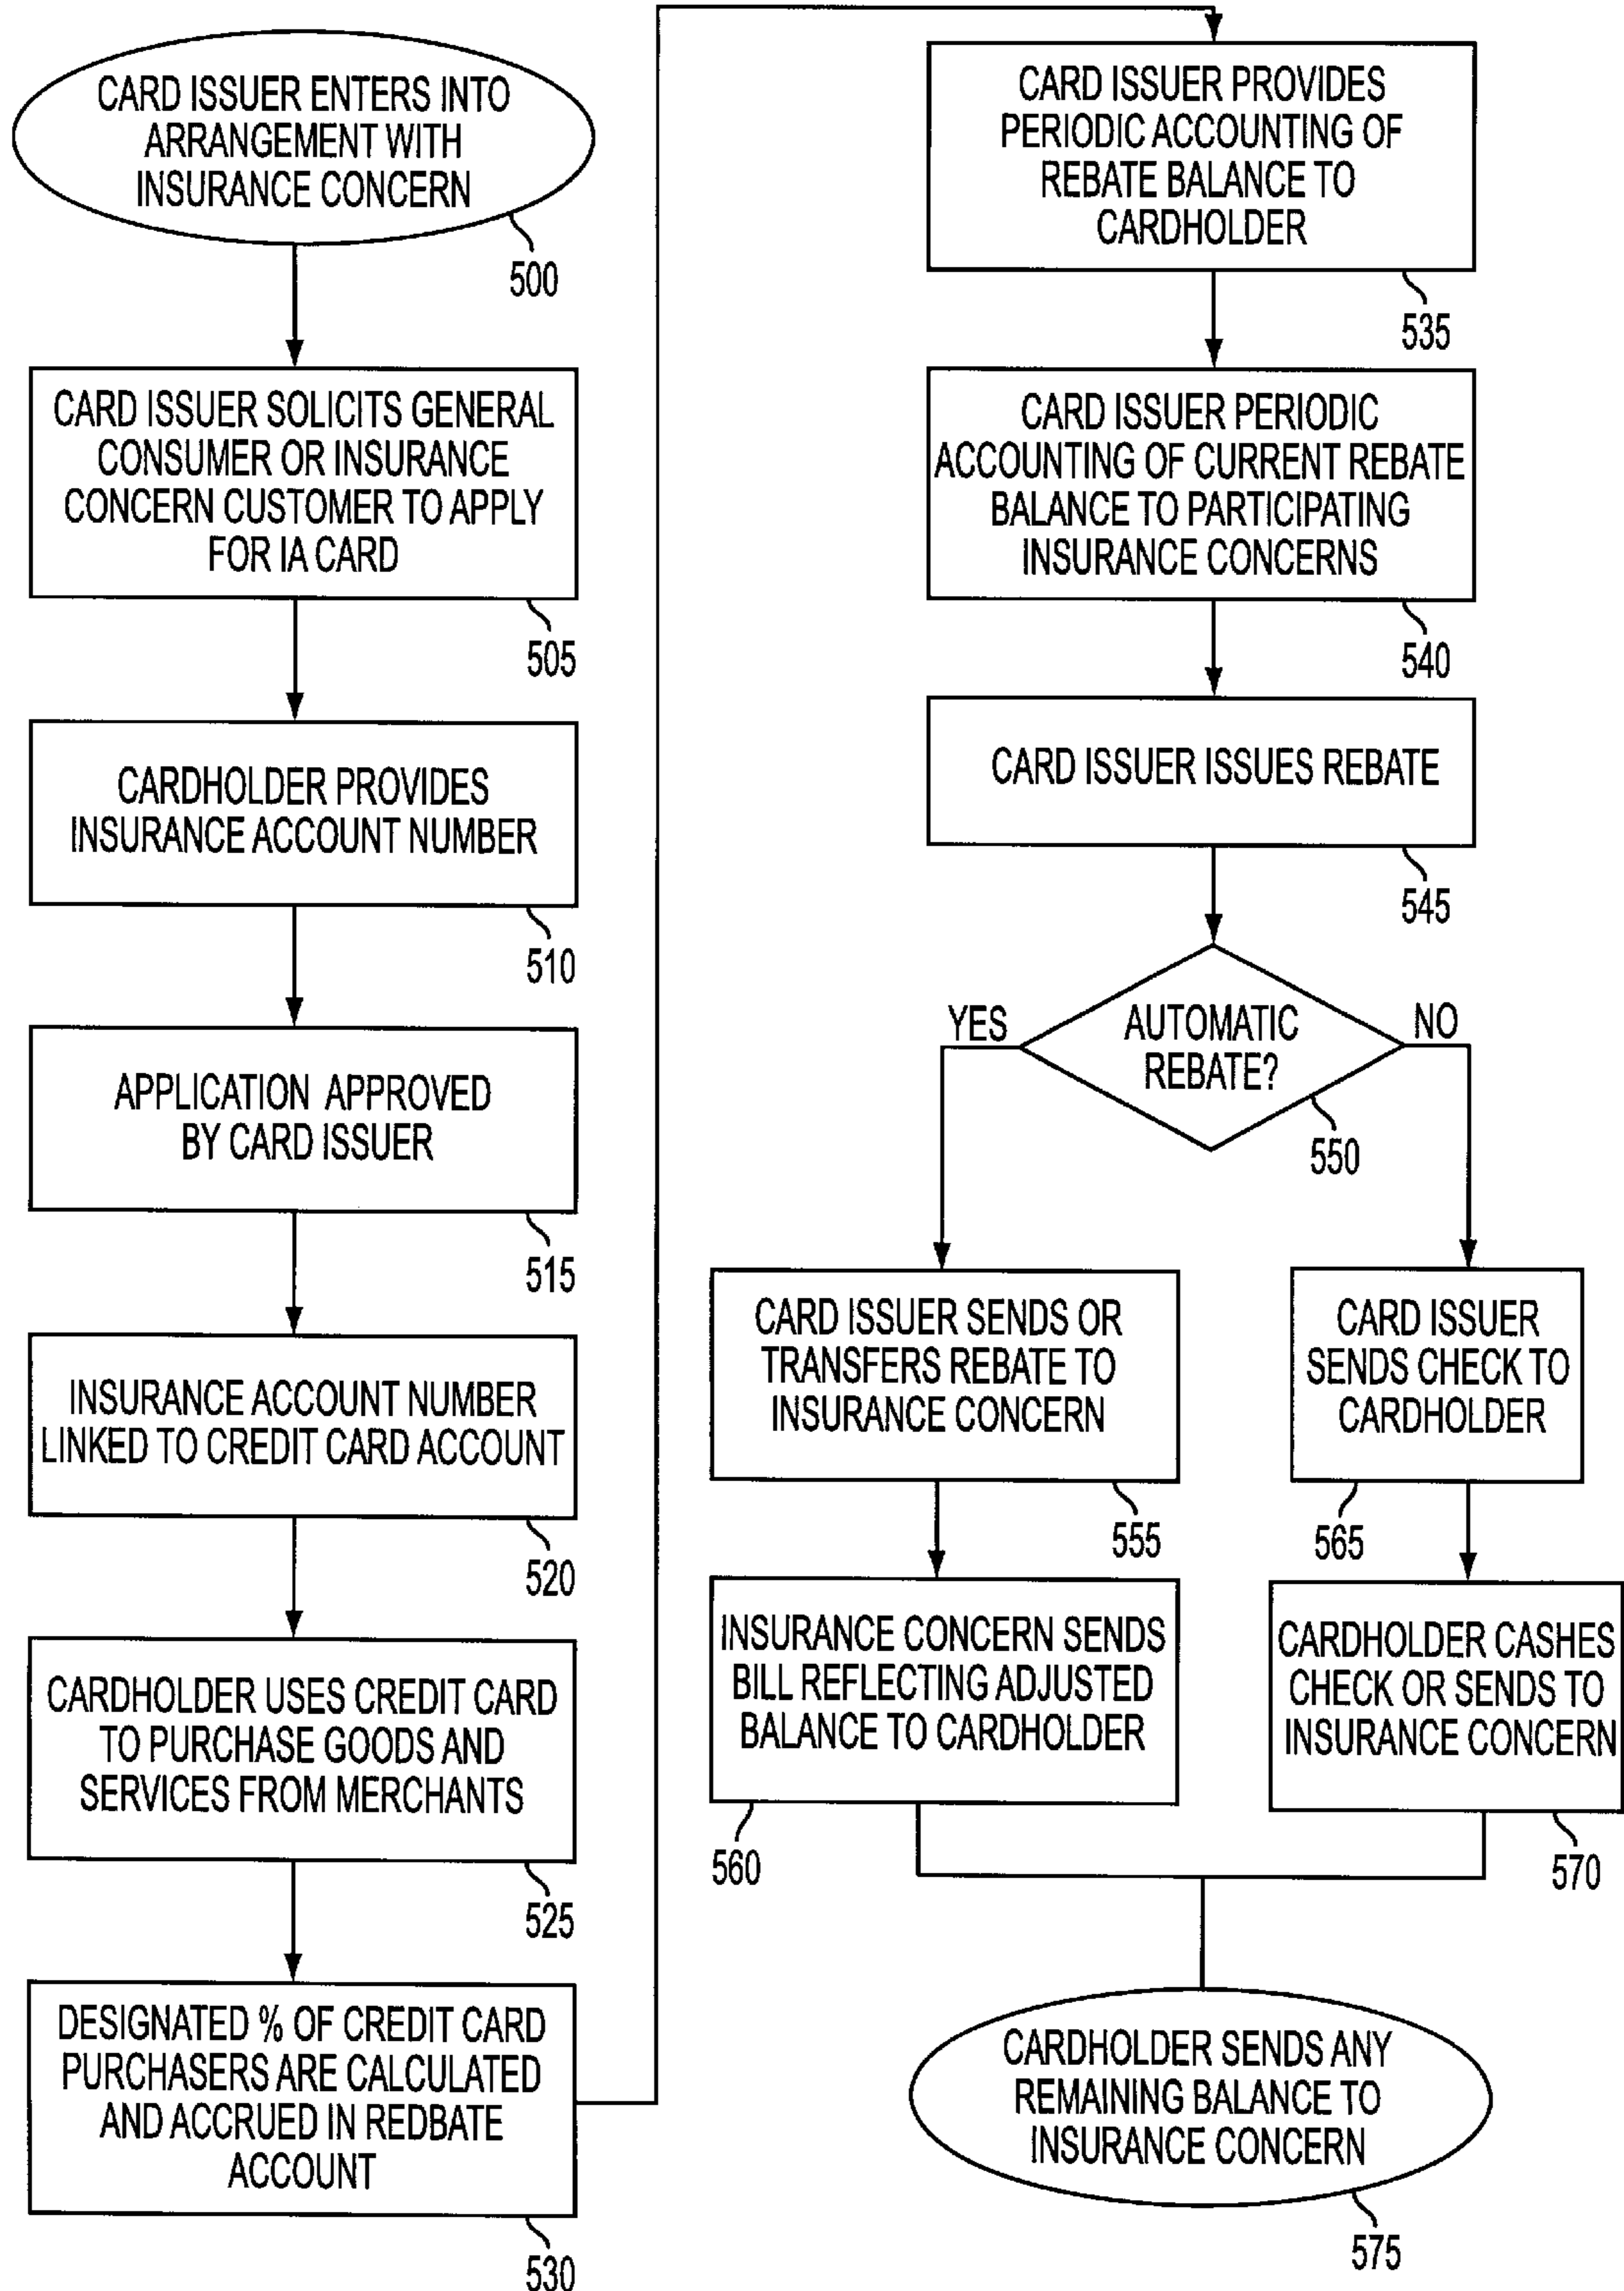 CARD ISSUER ENTERS INTO
ARRANGEMENT WITH
INSURANCE CONCERN
500
CARD ISSUER SOLICITS GENERAL
CONSUMER OR INSURANCE
CONCERN CUSTOMER TO APPLY
FOR IA CARD
505
CARDHOLDER PROVIDES
INSURANCE ACCOUNT NUMBER
510
APPLICATION APPROVED
BY CARD ISSUER
515
INSURANCE ACCOUNT NUMBER
LINKED TO CREDIT CARD ACCOUNT
520
CARDHOLDER USES CREDIT CARD
TO PURCHASE GOODS AND
SERVICES FROM MERCHANTS
525
DESIGNATED % OF CREDIT CARD
PURCHASERS ARE CALCULATED
AND ACCRUED IN REDBATE
ACCOUNT
530
CARD ISSUER PROVIDES
PERIODIC ACCOUNTING OF
REBATE BALANCE TO
CARDHOLDER
535
CARD ISSUER PERIODIC
ACCOUNTING OF CURRENT REBATE
BALANCE TO PARTICIPATING
INSURANCE CONCERNS
540
CARD ISSUER ISSUES REBATE
545
AUTOMATIC
REBATE?
550
YES
NO
CARD ISSUER SENDS OR
TRANSFERS REBATE TO
INSURANCE CONCERN
555
INSURANCE CONCERN SENDS
BILL REFLECTING ADJUSTED
BALANCE TO CARDHOLDER
560
CARD ISSUER
SENDS CHECK TO
CARDHOLDER
565
CARDHOLDER CASHES
CHECK OR SENDS TO
INSURANCE CONCERN
570
CARDHOLDER SENDS ANY
REMAINING BALANCE TO
INSURANCE CONCERN
575